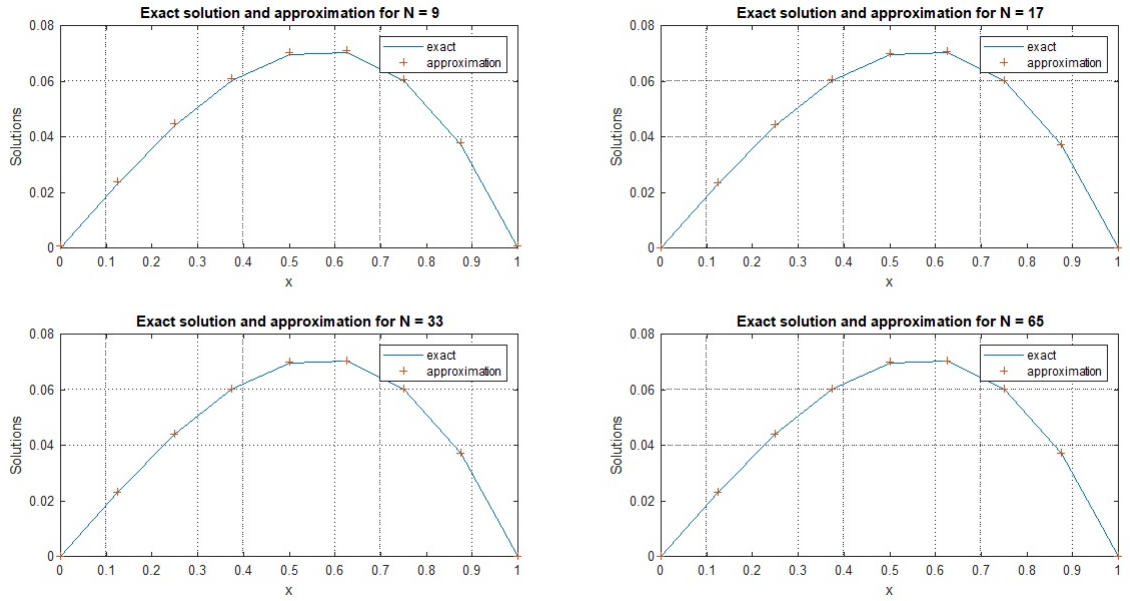 Exact solution and approximation for N = 9
0.08
0.06
0.04
0.02
0
Solutions
exact
approximation
0 0.1 0.2 0.3 0.4 0.5 0.6 0.7 0.8 0.9 1
x
Exact solution and approximation for N = 17
0.08
0.06
0.04
0.02
0
Solutions
exact
approximation
0 0.1 0.2 0.3 0.4 0.5 0.6 0.7 0.8 0.9 1
x
Exact solution and approximation for N = 33
0.08
0.06
0.04
0.02
0
Solutions
exact
approximation
0 0.1 0.2 0.3 0.4 0.5 0.6 0.7 0.8 0.9 1
x
Exact solution and approximation for N = 65
0.08
0.06
0.04
0.02
0
Solutions
exact
approximation
0 0.1 0.2 0.3 0.4 0.5 0.6 0.7 0.8 0.9 1
x